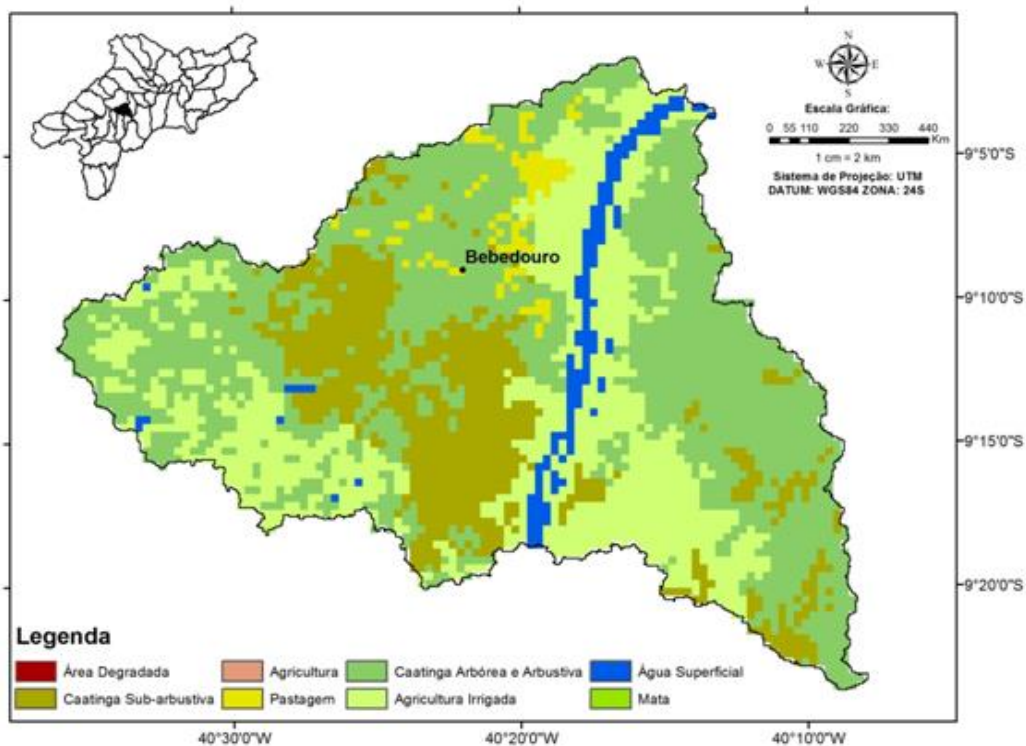 N
W E
S
Escala Gráfica:
0 55 110 220 330 440
Km
1 cm = 2 km
Sistema de Projeção: UTM
DATUM: WGS84 ZONA: 24S
9°5'0"S
Bebedouro
9°10'0"S
9°15'0"S
9°20'0"S
Legenda
Área Degradada Agricultura Caatinga Arbórea e Arbustiva Água Superficial
Caatinga Sub-arbustiva Pastagem Agricultura Irrigada Mata
40°30'0"W 40°20'0"W 40°10'0"W